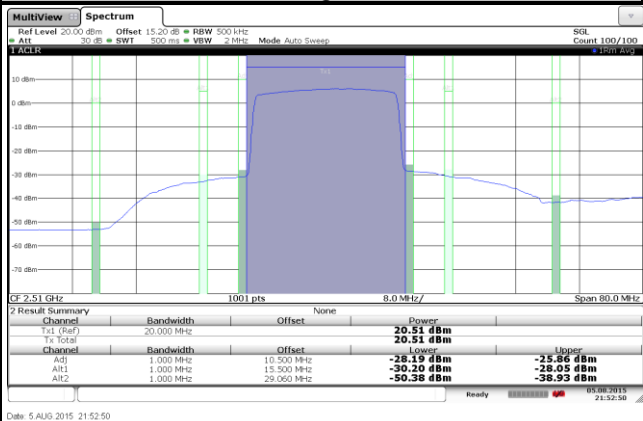 MultiView Spectrum
Ref Level 20.00 dBm Offset 15.20 dB RBW 500 kHz SGL
Att 30 dB SWT 500 ms VBW 2 MHz Mode Auto Sweep Count 100/100
1 ACLR 1Rm Avg
10 dBm
0 dBm
-10 dBm
-20 dBm
-30 dBm
-40 dBm
-50 dBm
-60 dBm
-70 dBm
CF 2.51 GHz 1001 pts 8.0 MHz/ Span 80.0 MHz
2 Result Summary None
Channel Bandwidth Offset Power
Tx1 (Ref) 20.000 MHz 20.51 dBm
Tx Total 20.51 dBm
Channel Bandwidth Offset Lower Upper
Adj 1.000 MHz 10.500 MHz -28.19 dBm -25.86 dBm
Alt1 1.000 MHz 15.500 MHz -30.20 dBm -28.05 dBm
Alt2 1.000 MHz 29.060 MHz -50.38 dBm -38.93 dBm
Ready 05.08.2015
21:52:50
Date: 5.AUG.2015 21:52:50